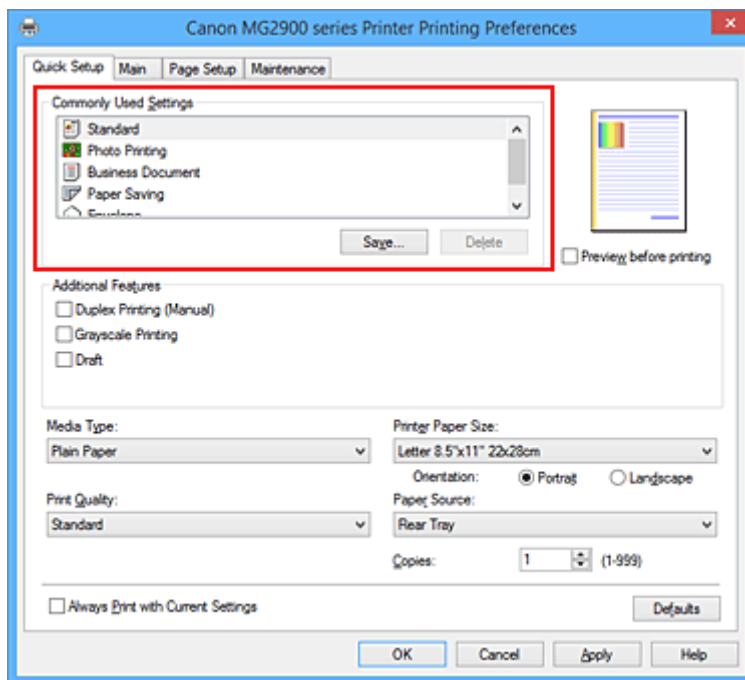 Canon MG2900 series Printer Printing Preferences
Quick Setup Main Page Setup Maintenance
Commonly Used Settings
Standard
Photo Printing
Business Document
Paper Saving
Envelope
Save... Delete
Preview before printing
Additional Features
Duplex Printing (Manual)
Grayscale Printing
Draft
Media Type:
Plain Paper
Printer Paper Size:
Letter 8.5"x11" 22x28cm
Orientation: Portrait Landscape
Print Quality:
Standard
Paper Source:
Rear Tray
Copies: 1 (1-999)
Always Print with Current Settings
Defaults
OK Cancel Apply Help